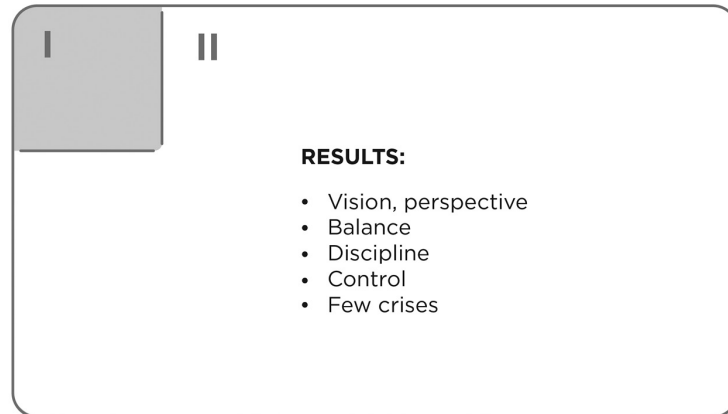 I
II
RESULTS:
• Vision, perspective
• Balance
• Discipline
• Control
• Few crises